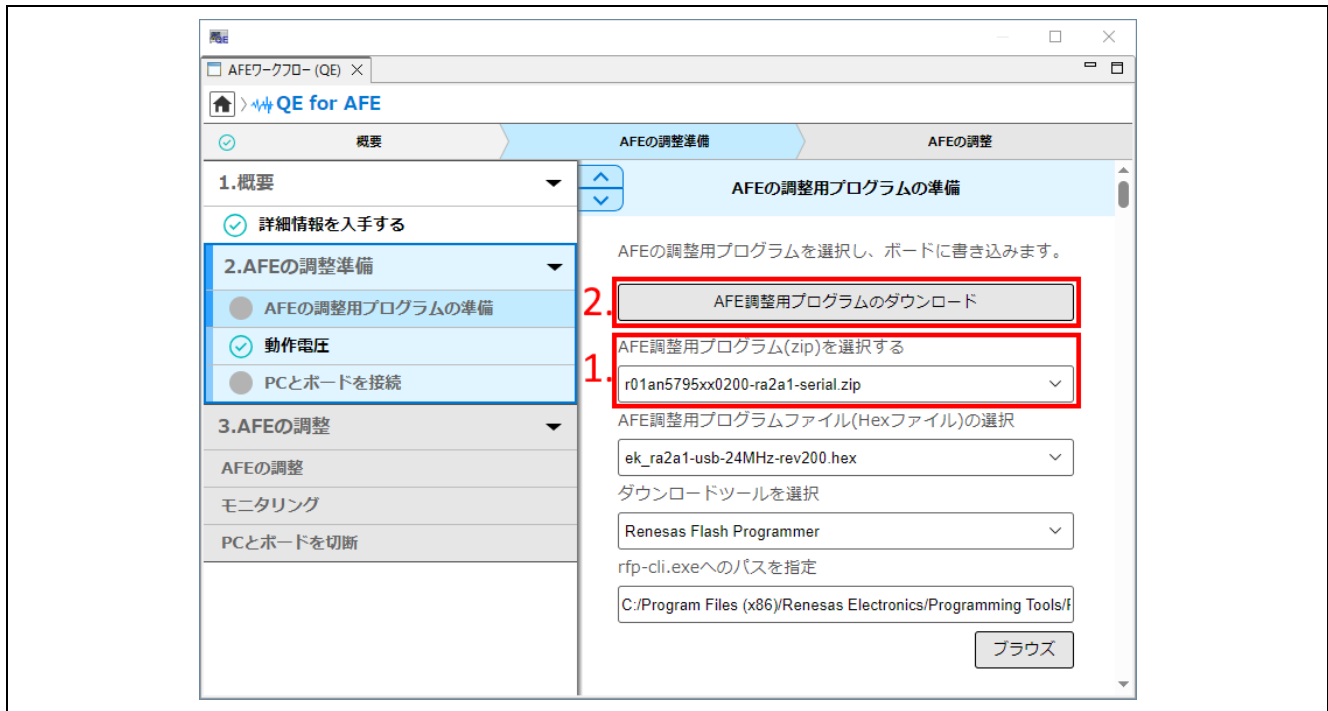 AFEワークフロー (QE)
QE for AFE
概要
AFEの調整準備
AFEの調整
1.概要
詳細情報を入手する
2.AFEの調整準備
AFEの調整用プログラムの準備
動作電圧
PCとボードを接続
3.AFEの調整
AFEの調整
モニタリング
PCとボードを切断
AFEの調整用プログラムの準備
AFEの調整用プログラムを選択し、ボードに書き込みます。
2.
AFE調整用プログラムのダウンロード
AFE調整用プログラム(zip)を選択する
1.
r01an5795xx0200-ra2a1-serial.zip
AFE調整用プログラムファイル(Hexファイル)の選択
ek_ra2a1-usb-24MHz-rev200.hex
ダウンロードツールを選択
Renesas Flash Programmer
rfp-cli.exeへのパスを指定
C:/Program Files (x86)/Renesas Electronics/Programming Tools/
ブラウズ